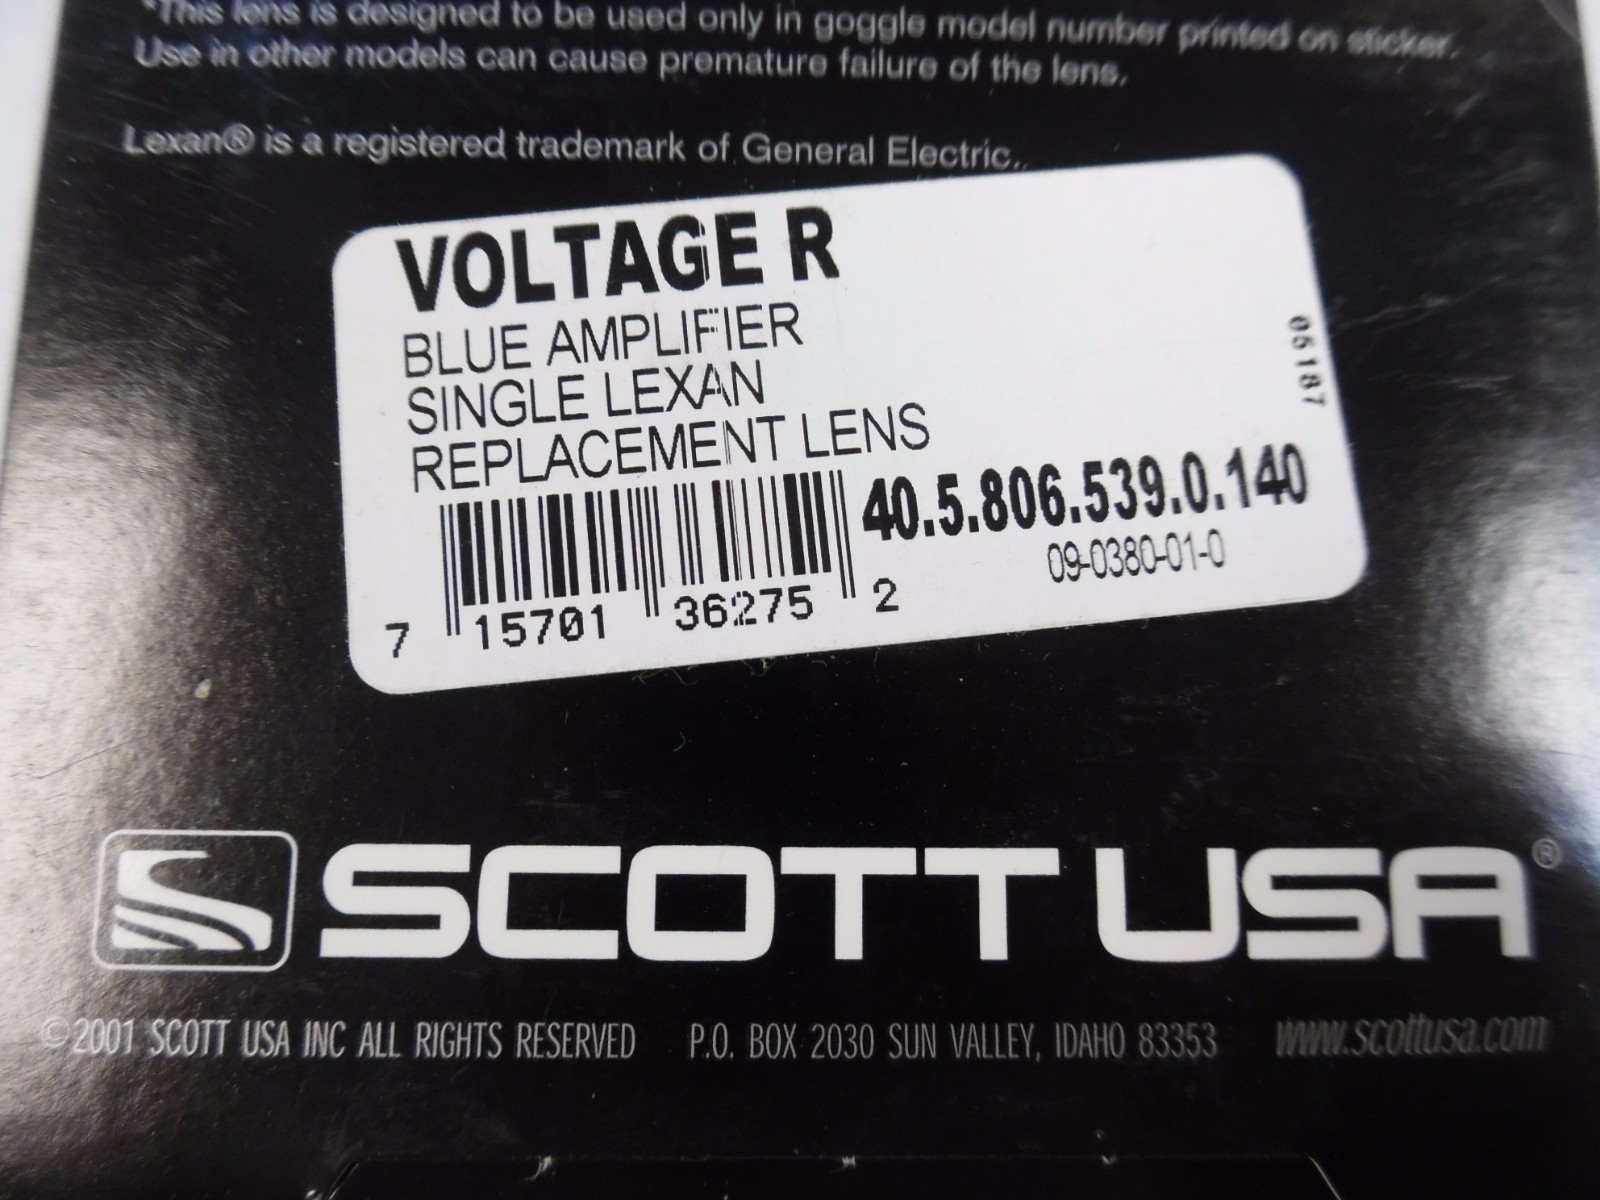 *This lens is designed to be used only in goggle model number printed on sticker.
Use in other models can cause premature failure of the lens.
Lexan® is a registered trademark of General Electric..
VOLTAGE R
BLUE AMPLIFIER
SINGLE LEXAN
REPLACEMENT LENS
05187
40.5.806.539.0.140
09-0380-01-0
7 15701 36275 2
SCOTT USA®
© 2001 SCOTT USA INC ALL RIGHTS RESERVED P.O. BOX 2030 SUN VALLEY, IDAHO 83353 www.scottusa.com